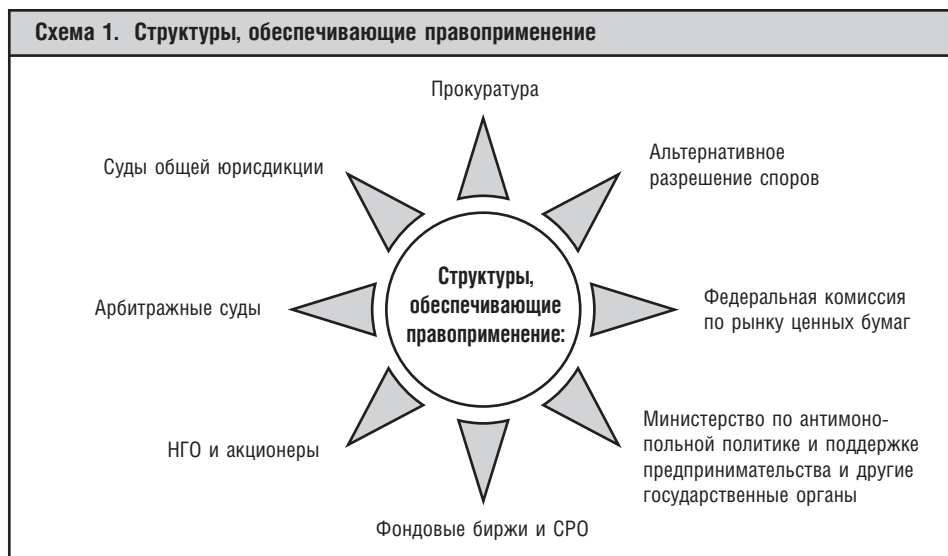 Схема 1. Структуры, обеспечивающие правоприменение
Прокуратура
Суды общей юрисдикции
Альтернативное
разрешение споров
Структуры,
обеспечивающие
правоприменение:
Арбитражные суды
Федеральная комиссия
по рынку ценных бумаг
НГО и акционеры
Министерство по антимоно-
польной политике и поддержке
предпринимательства и другие
государственные органы
Фондовые биржи и СРО